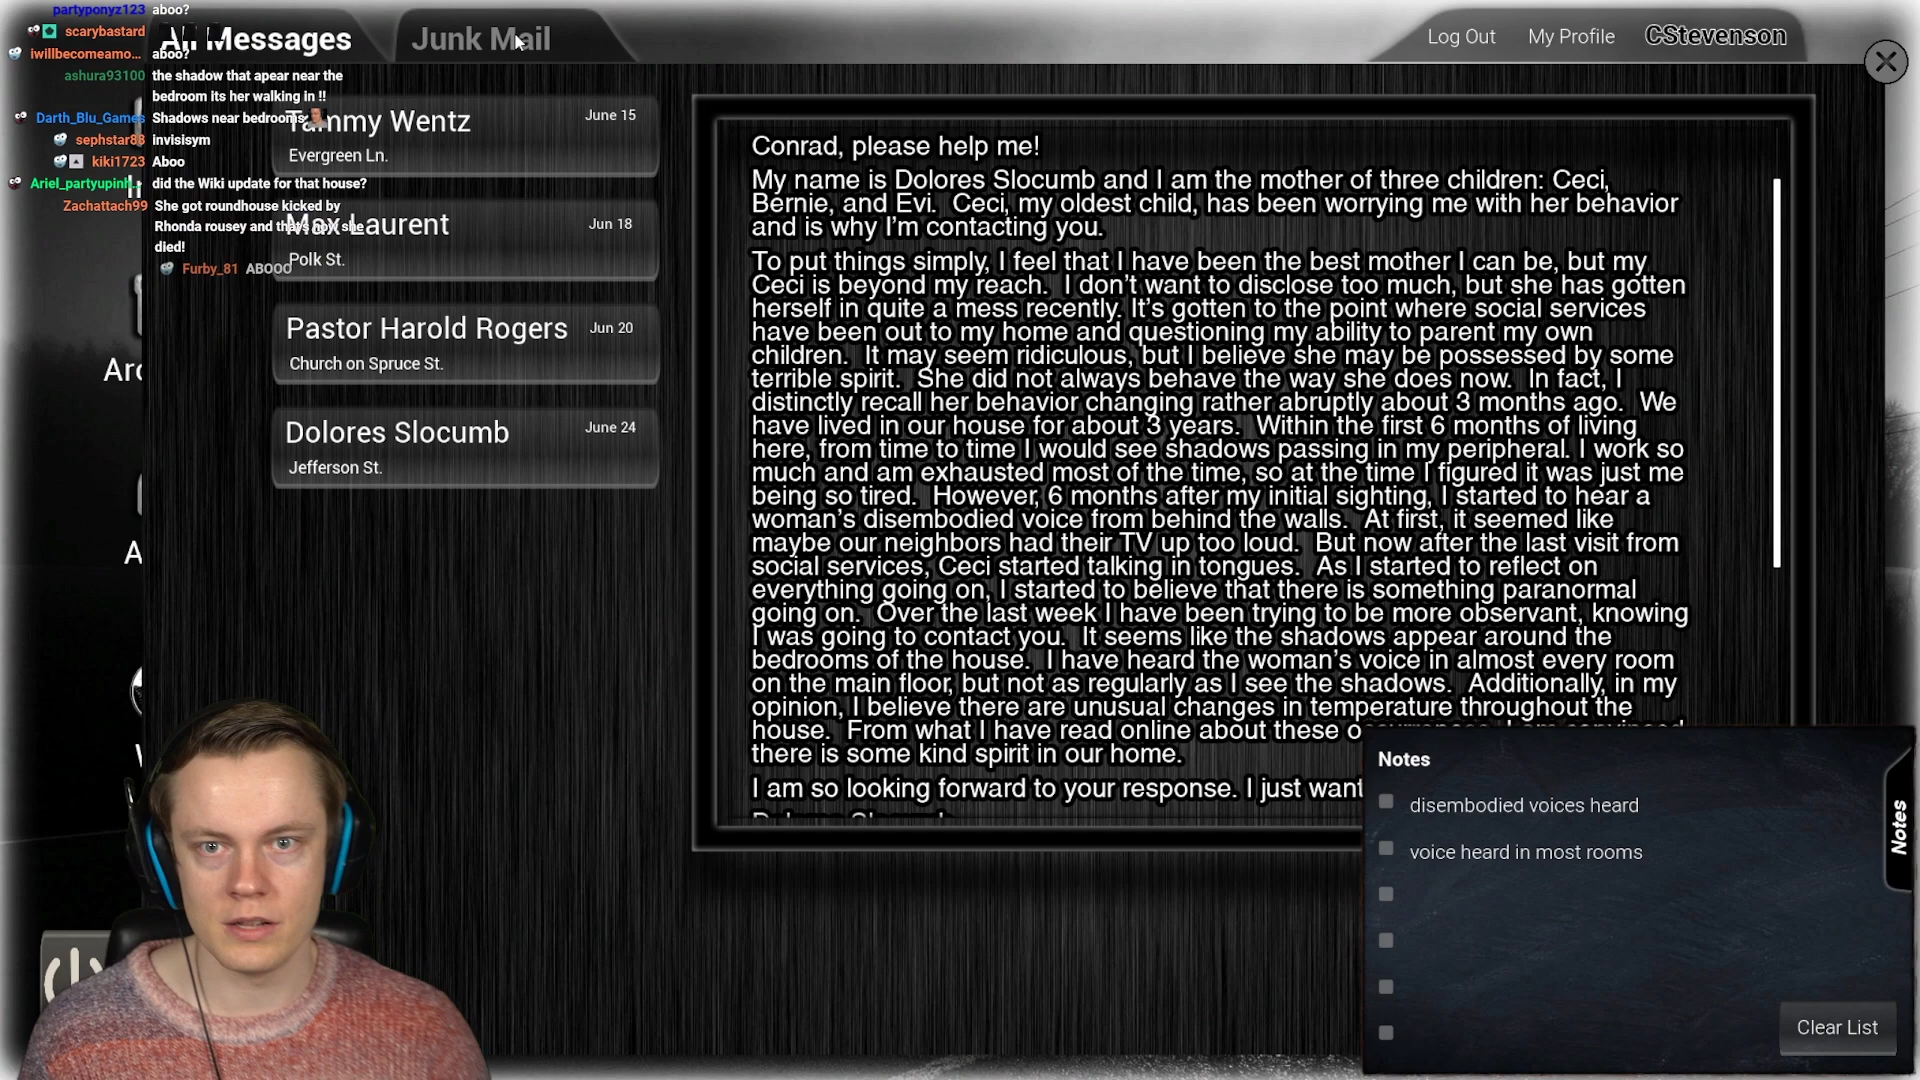 partyponyz123 aboo?
scarybastard
iwillbecomeamo... aboo?
ashura93100 the shadow that apear near the
bedroom its her walking in !!
Darth_Blu_Games Shadows near bedrooms
sephstar88 invisisym
kiki1723 Aboo
Ariel_partyupinh... did the Wiki update for that house?
Zachattach99 She got roundhouse kicked by
Rhonda rousey and thats how she
died!
Furby_81 ABOOO
All Messages
Junk Mail
Log Out
My Profile
CStevenson
Tammy Wentz
June 15
Evergreen Ln.
Max Laurent
Jun 18
Polk St.
Pastor Harold Rogers
Jun 20
Church on Spruce St.
Dolores Slocumb
June 24
Jefferson St.
Conrad, please help me!
My name is Dolores Slocumb and I am the mother of three children: Ceci,
Bernie, and Evi.  Ceci, my oldest child, has been worrying me with her behavior
and is why I'm contacting you.
To put things simply, I feel that I have been the best mother I can be, but my
Ceci is beyond my reach.  I don't want to disclose too much, but she has gotten
herself in quite a mess recently. It's gotten to the point where social services
have been out to my home and questioning my ability to parent my own
children.  It may seem ridiculous, but I believe she may be possessed by some
terrible spirit.  She did not always behave the way she does now.  In fact, I
distinctly recall her behavior changing rather abruptly about 3 months ago.  We
have lived in our house for about 3 years.  Within the first 6 months of living
here, from time to time I would see shadows passing in my peripheral. I work so
much and am exhausted most of the time, so at the time I figured it was just me
being so tired.  However, 6 months after my initial sighting, I started to hear a
woman's disembodied voice from behind the walls.  At first, it seemed like
maybe our neighbors had their TV up too loud.  But now after the last visit from
social services, Ceci started talking in tongues.  As I started to reflect on
everything going on, I started to believe that there is something paranormal
going on.  Over the last week I have been trying to be more observant, knowing
I was going to contact you.  It seems like the shadows appear around the
bedrooms of the house.  I have heard the woman's voice in almost every room
on the main floor, but not as regularly as I see the shadows.  Additionally, in my
opinion, I believe there are unusual changes in temperature throughout the
house.  From what I have read online about these
there is some kind spirit in our home.
I am so looking forward to your response. I just want
Arc
A
Notes
disembodied voices heard
voice heard in most rooms
Notes
Clear List